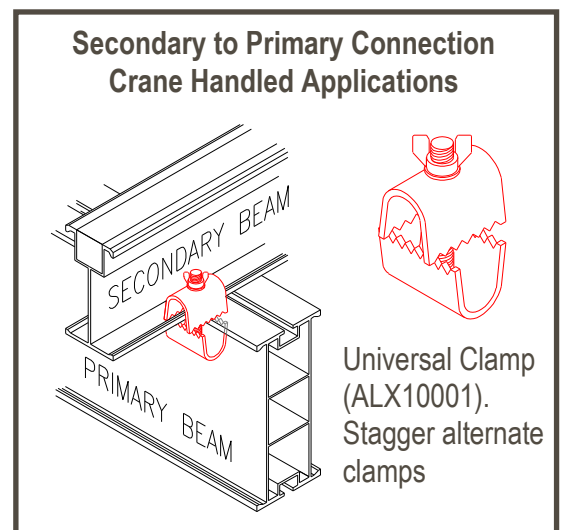 Secondary to Primary Connection
Crane Handled Applications
SECONDARY BEAM
PRIMARY BEAM
Universal Clamp
(ALX10001).
Stagger alternate
clamps